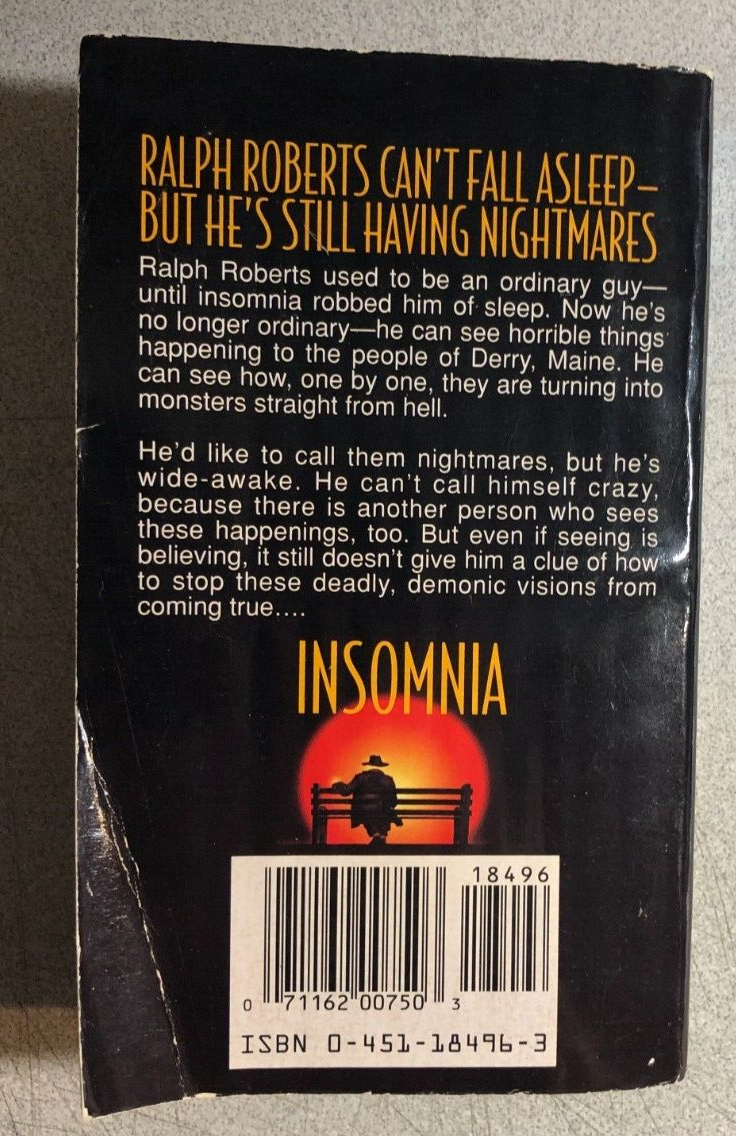 RALPH ROBERTS CAN'T FALL ASLEEP–
BUT HE'S STILL HAVING NIGHTMARES
Ralph Roberts used to be an ordinary guy—
until insomnia robbed him of sleep. Now he's
no longer ordinary—he can see horrible things
happening to the people of Derry, Maine. He
can see how, one by one, they are turning into
monsters straight from hell.
He'd like to call them nightmares, but he's
wide-awake. He can't call himself crazy,
because there is another person who sees
these happenings, too. But even if seeing is
believing, it still doesn't give him a clue of how
to stop these deadly, demonic visions from
coming true....
INSOMNIA
18496
0 71162 00750 3
ISBN 0-451-18496-3